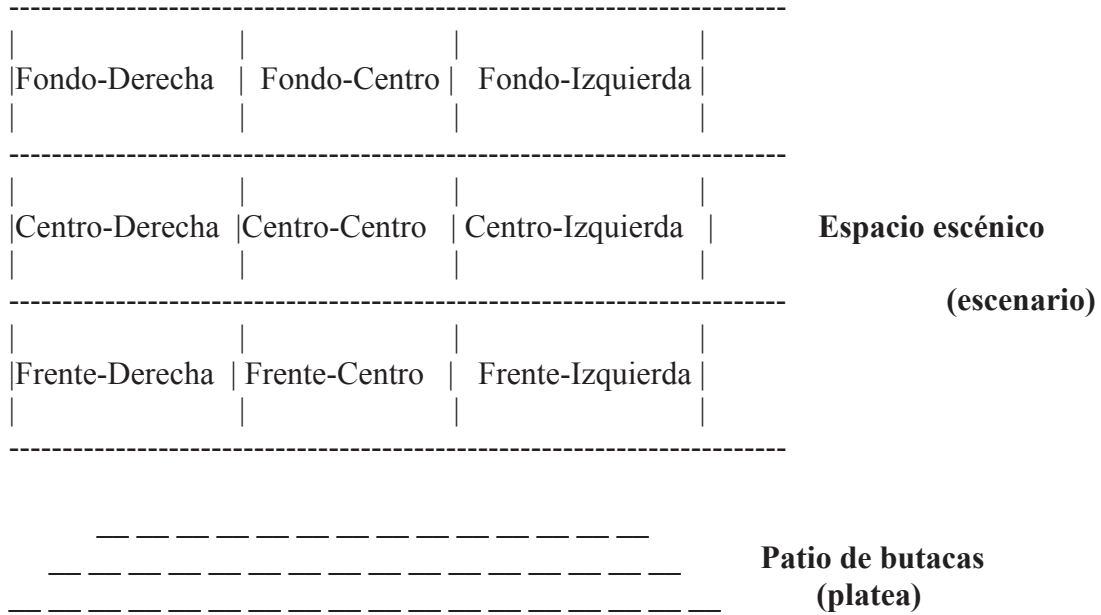 Fondo-Derecha Fondo-Centro Fondo-Izquierda
Centro-Derecha Centro-Centro Centro-Izquierda Espacio escénico
(escenario)
Frente-Derecha Frente-Centro Frente-Izquierda
Patio de butacas
(platea)